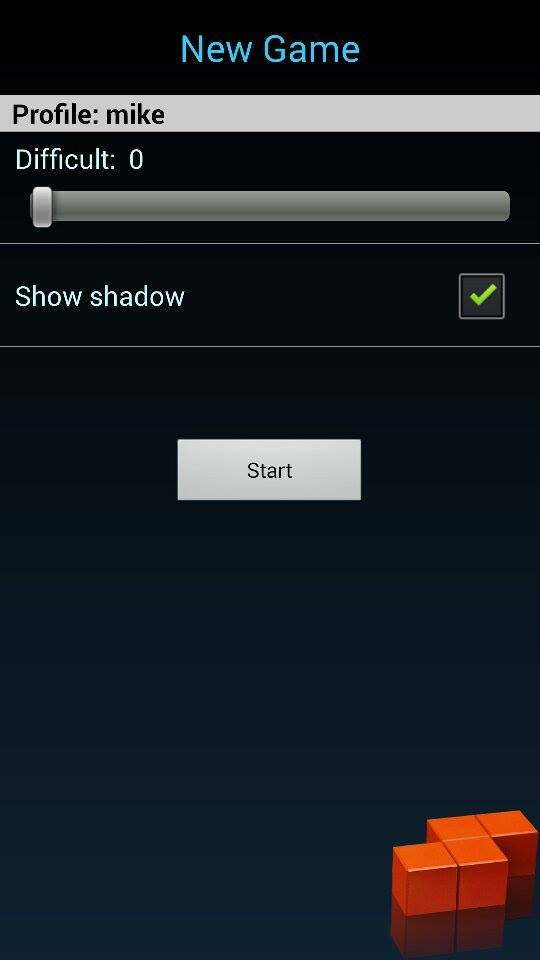 New Game
Profile: mike
Difficult: 0
Show shadow
Start